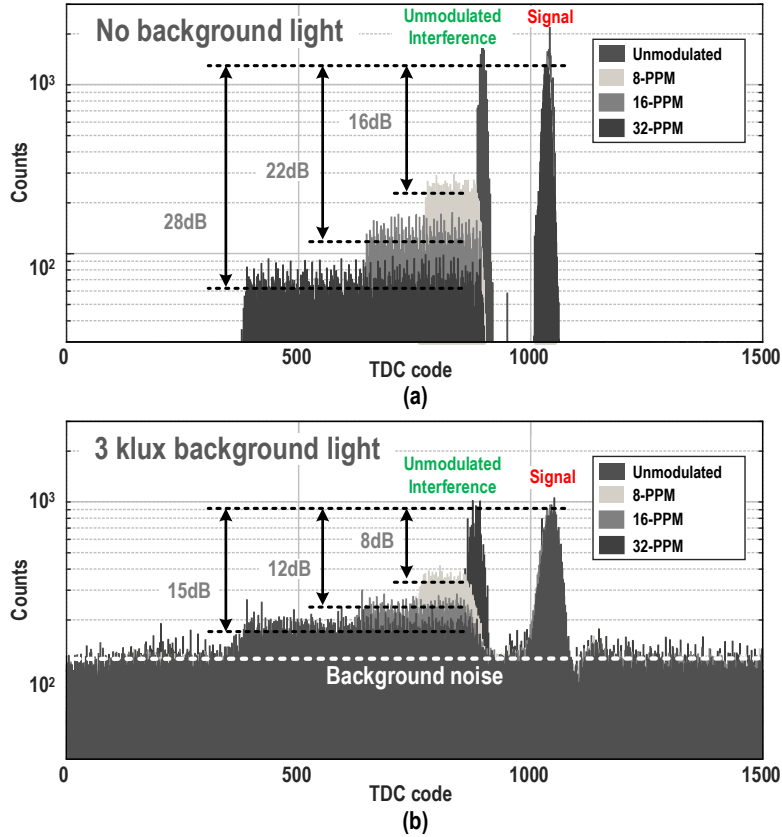 No background light
Unmodulated
Interference
Signal
Unmodulated
8-PPM
16-PPM
32-PPM
16dB
22dB
28dB
10³
10²
Counts
0
500
1000
1500
TDC code
(a)
3 klux background light
Unmodulated
Interference
Signal
Unmodulated
8-PPM
16-PPM
32-PPM
8dB
12dB
15dB
10³
10²
Counts
Background noise
0
500
1000
1500
TDC code
(b)